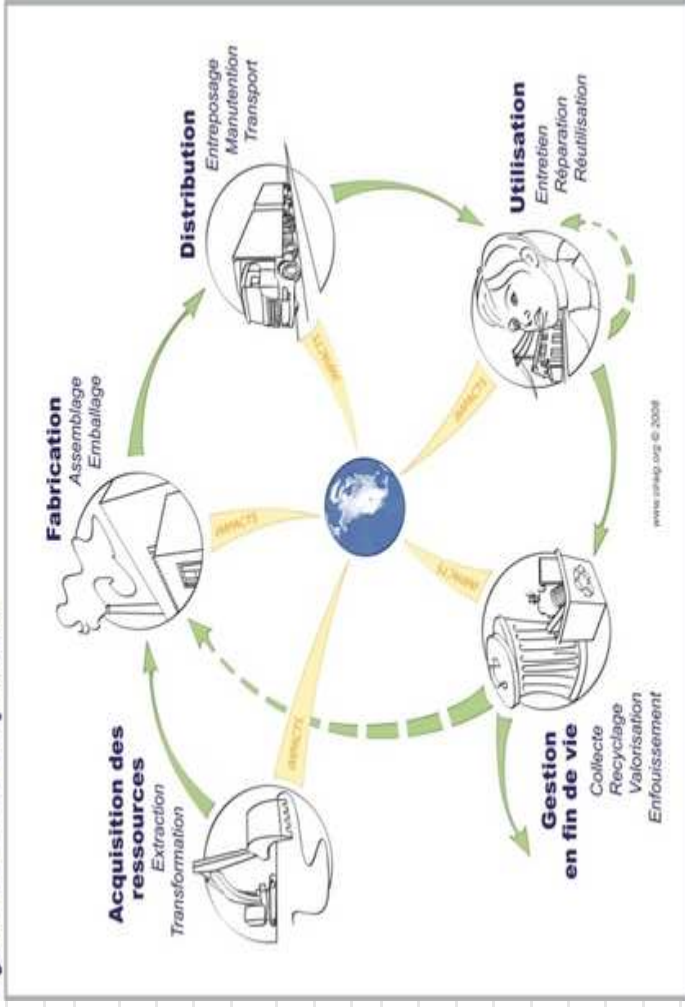 Acquisition des
ressources
Extraction
Transformation
IMPACTS
Fabrication
Assemblage
Emballage
IMPACTS
Distribution
Entreposage
Manutention
Transport
IMPACTS
Utilisation
Entretien
Réparation
Réutilisation
IMPACTS
Gestion
en fin de vie
Collecte
Recyclage
Valorisation
Enfouissement
IMPACTS
www.ciraig.org © 2008